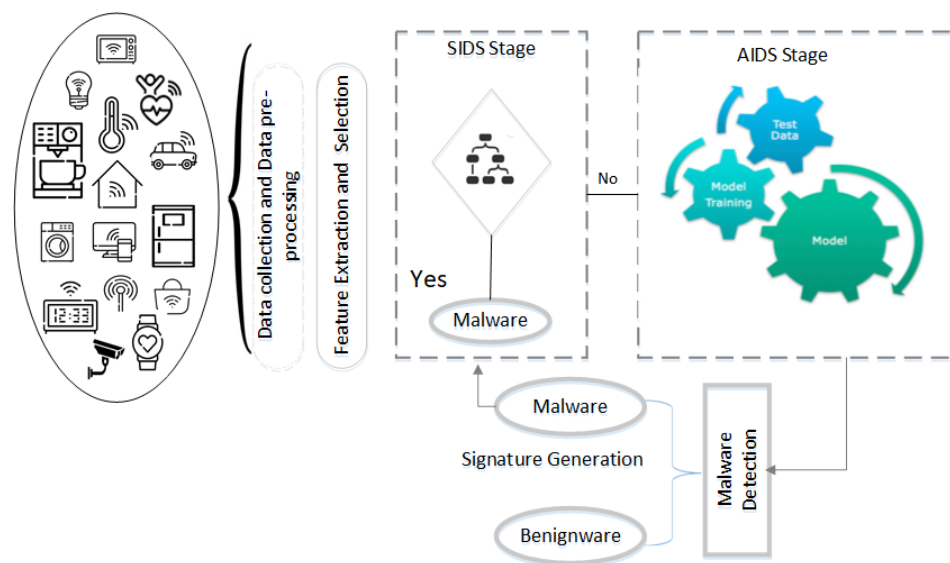 SIDS Stage
AIDS Stage
Data collection and Data pre-
processing
Feature Extraction and Selection
12:33
Test
Data
Model
Training
Model
No
Yes
Malware
Malware
Signature Generation
Benignware
Malware
Detection